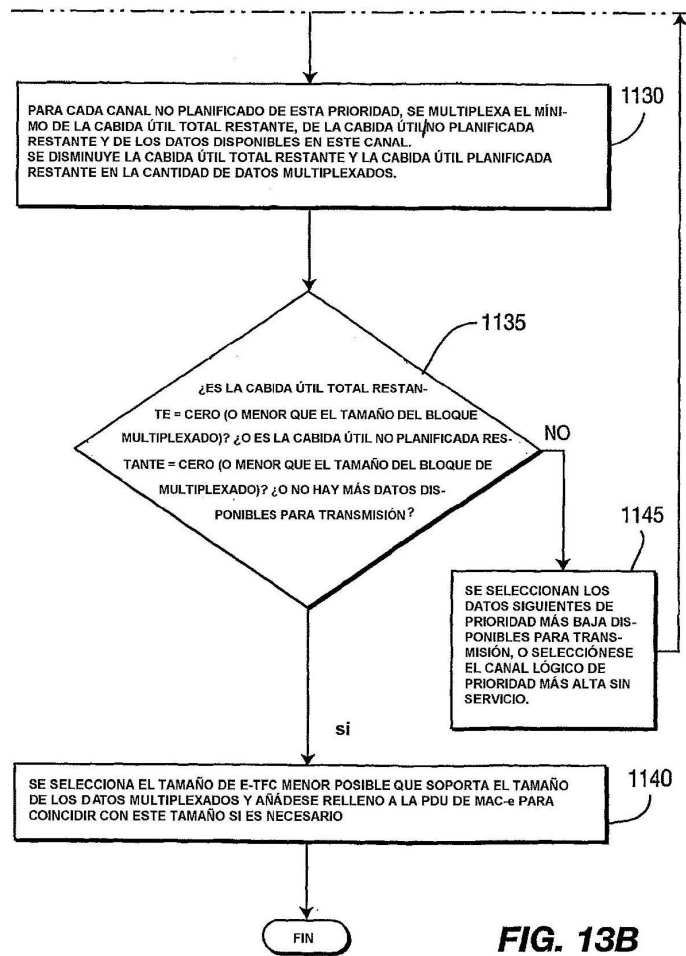 1130
PARA CADA CANAL NO PLANIFICADO DE ESTA PRIORIDAD, SE MULTIPLEXA EL MÍNI-
MO DE LA CABIDA ÚTIL TOTAL RESTANTE, DE LA CABIDA ÚTIL/NO PLANIFICADA
RESTANTE Y DE LOS DATOS DISPONIBLES EN ESTE CANAL.
SE DISMINUYE LA CABIDA ÚTIL TOTAL RESTANTE Y LA CABIDA ÚTIL PLANIFICADA
RESTANTE EN LA CANTIDAD DE DATOS MULTIPLEXADOS.
1135
¿ES LA CABIDA ÚTIL TOTAL RESTAN-
TE = CERO (O MENOR QUE EL TAMAÑO DEL BLOQUE
MULTIPLEXADO)? ¿O ES LA CABIDA ÚTIL NO PLANIFICADA RES-
TANTE = CERO (O MENOR QUE EL TAMAÑO DEL BLOQUE DE
MULTIPLEXADO)? ¿O NO HAY MÁS DATOS DIS-
PONIBLES PARA TRANSMISIÓN?
NO
1145
SE SELECCIONAN LOS
DATOS SIGUIENTES DE
PRIORIDAD MÁS BAJA DIS-
PONIBLES PARA TRANS-
MISIÓN, O SELECCIÓNESE
EL CANAL LÓGICO DE
PRIORIDAD MÁS ALTA SIN
SERVICIO.
si
1140
SE SELECCIONA EL TAMAÑO DE E-TFC MENOR POSIBLE QUE SOPORTA EL TAMAÑO
DE LOS DATOS MULTIPLEXADOS Y AÑÁDESE RELLENO A LA PDU DE MAC-e PARA
COINCIDIR CON ESTE TAMAÑO SI ES NECESARIO
FIN
FIG. 13B